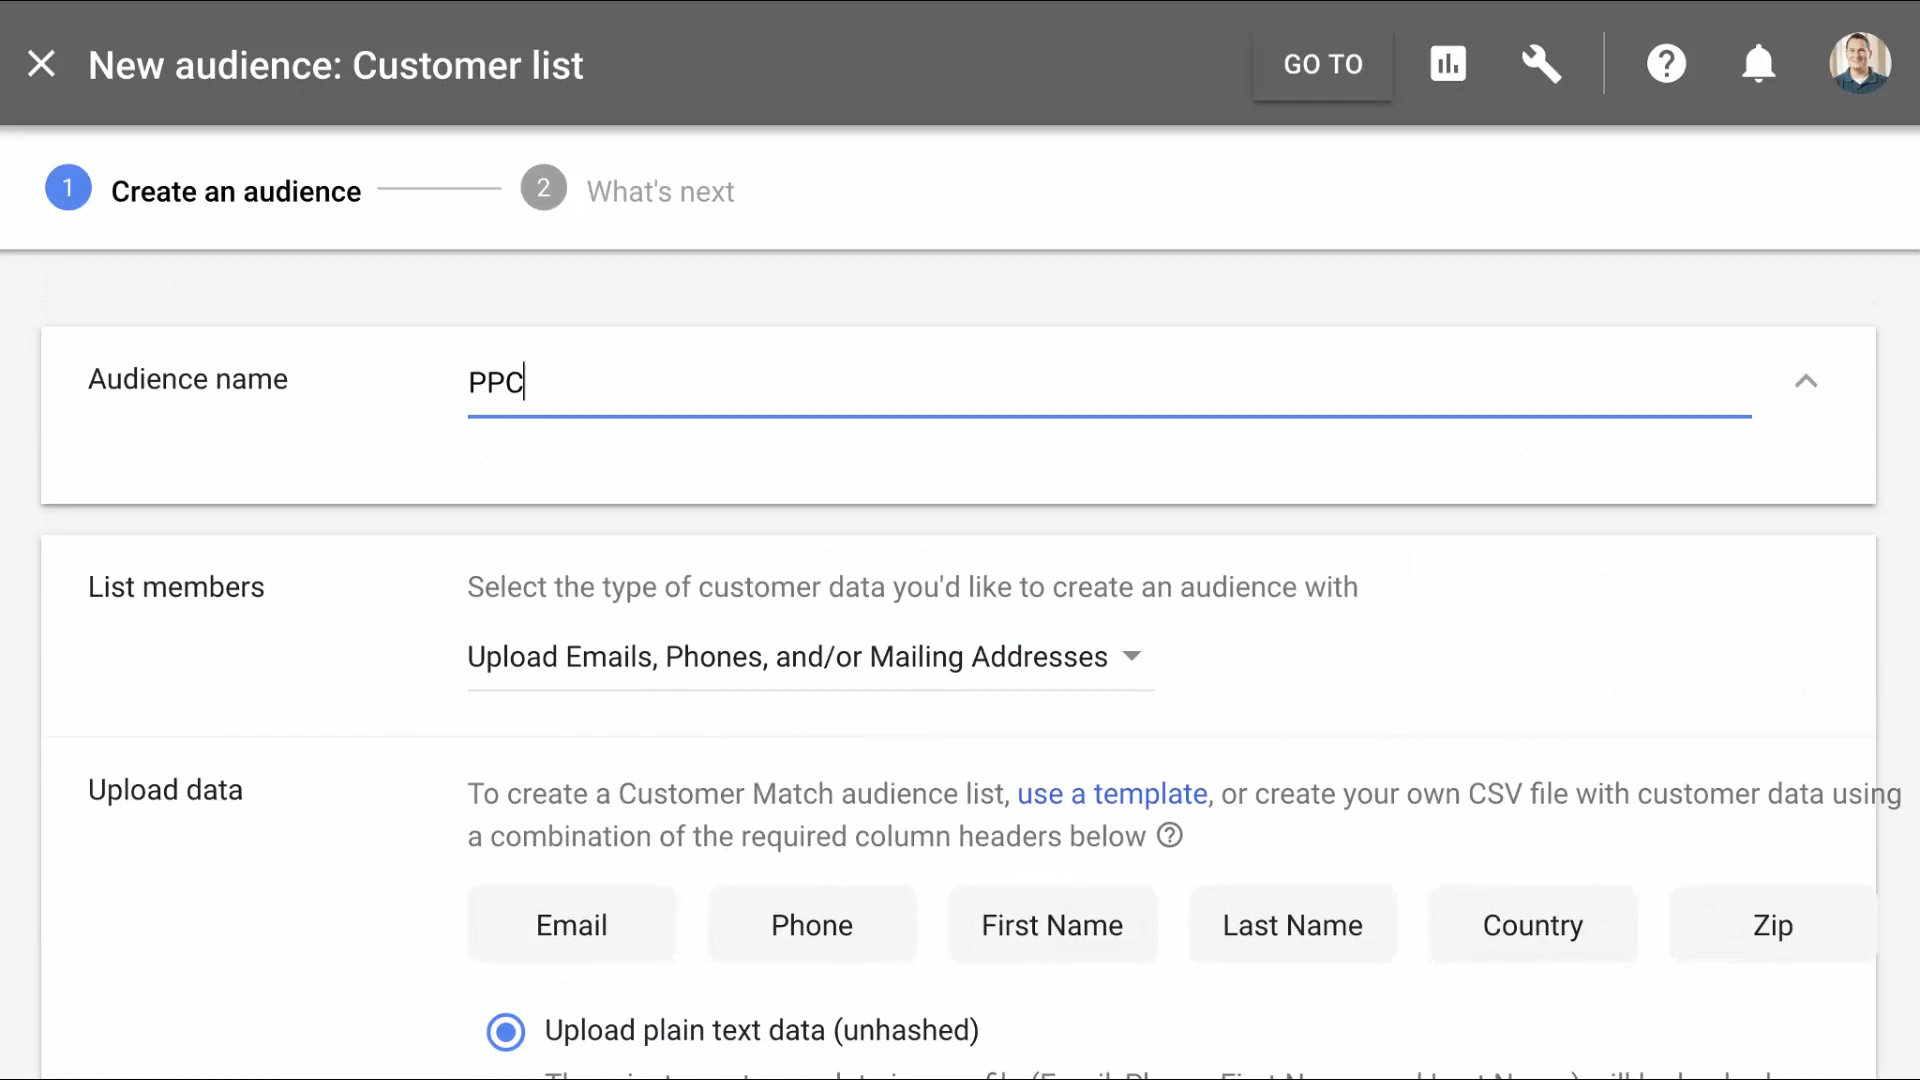 New audience: Customer list
GO TO
1 Create an audience
2 What's next
Audience name
PPC
List members
Select the type of customer data you'd like to create an audience with
Upload Emails, Phones, and/or Mailing Addresses
Upload data
To create a Customer Match audience list, use a template, or create your own CSV file with customer data using
a combination of the required column headers below
Email
Phone
First Name
Last Name
Country
Zip
Upload plain text data (unhashed)